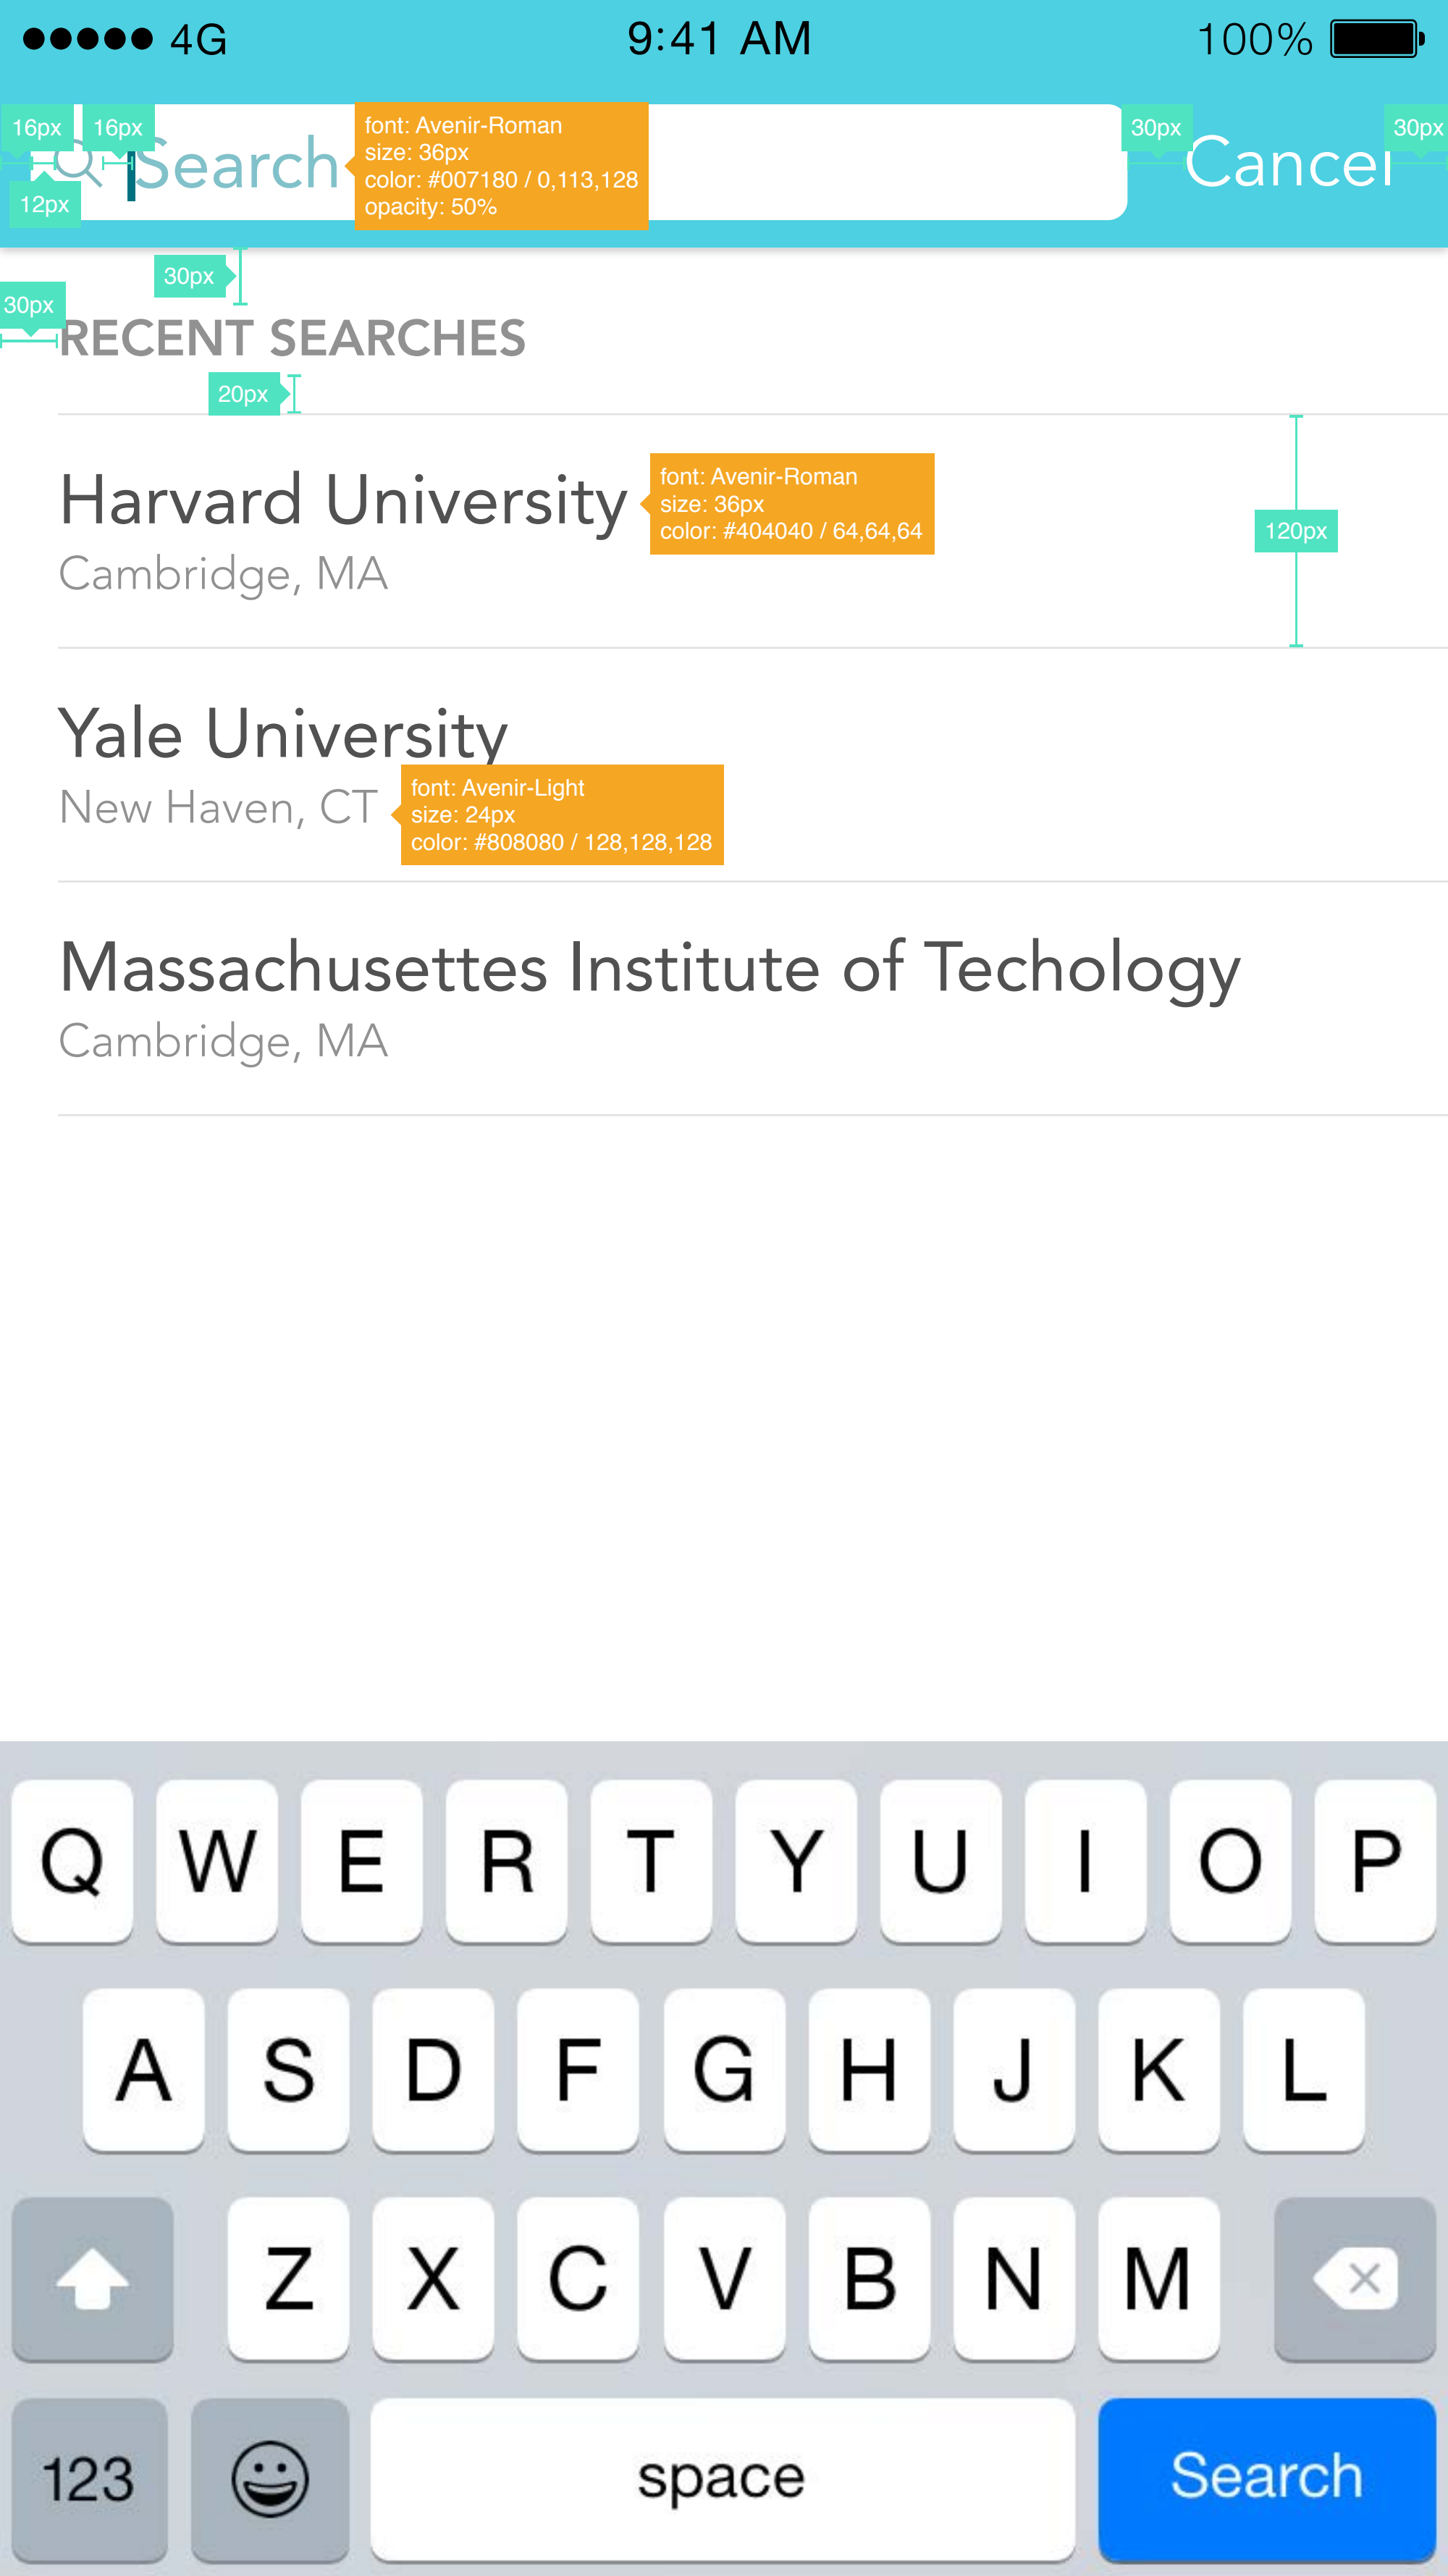 4G 9:41 AM 100%
16px 16px 30px 30px
Search Cancel
font: Avenir-Roman
size: 36px
color: #007180 / 0,113,128
opacity: 50%
12px
30px
30px
RECENT SEARCHES
20px
Harvard University
font: Avenir-Roman
size: 36px
color: #404040 / 64,64,64
120px
Cambridge, MA
Yale University
New Haven, CT
font: Avenir-Light
size: 24px
color: #808080 / 128,128,128
Massachusettes Institute of Techology
Cambridge, MA
Q W E R T Y U I O P
A S D F G H J K L
Z X C V B N M
123 space Search